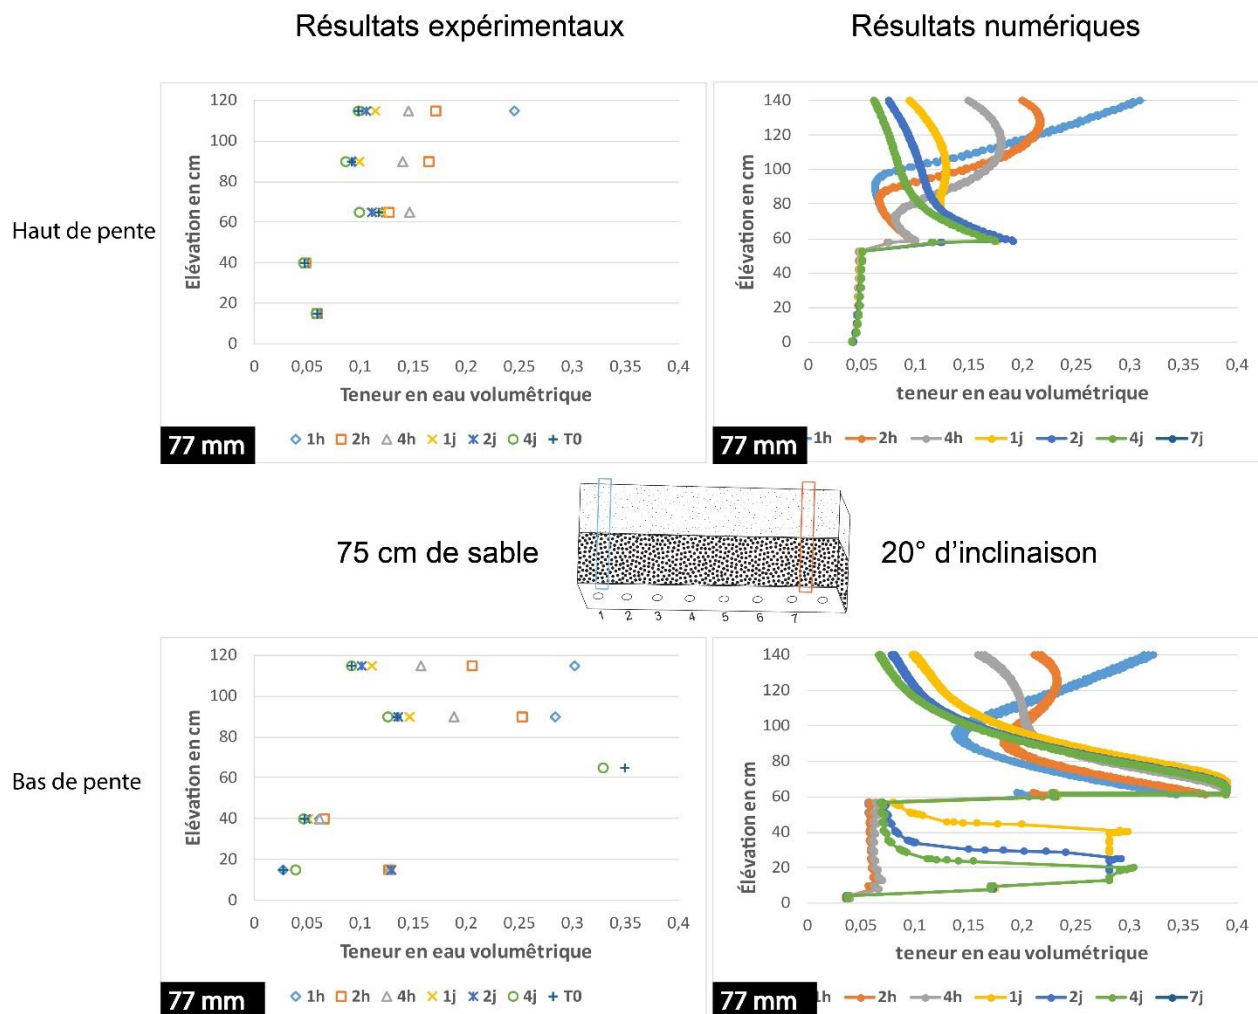 Résultats expérimentaux
Résultats numériques
Haut de pente
Elévation en cm
120
100
80
60
40
20
0
0 0,05 0,1 0,15 0,2 0,25 0,3 0,35 0,4
Teneur en eau volumêtrique
77 mm
1h 2h 4h 1j 2j 4j T0
Élévation en cm
140
120
100
80
60
40
20
0
0 0,05 0,1 0,15 0,2 0,25 0,3 0,35 0,4
teneur en eau volumétrique
77 mm
1h 2h 4h 1j 2j 4j 7j
75 cm de sable
1 2 3 4 5 6 7
20° d'inclinaison
Bas de pente
Elévation en cm
120
100
80
60
40
20
0
0 0,05 0,1 0,15 0,2 0,25 0,3 0,35 0,4
Teneur en eau volumêtrique
77 mm
1h 2h 4h 1j 2j 4j T0
Élévation en cm
140
120
100
80
60
40
20
0
0 0,05 0,1 0,15 0,2 0,25 0,3 0,35 0,4
teneur en eau volumétrique
77 mm
1h 2h 4h 1j 2j 4j 7j